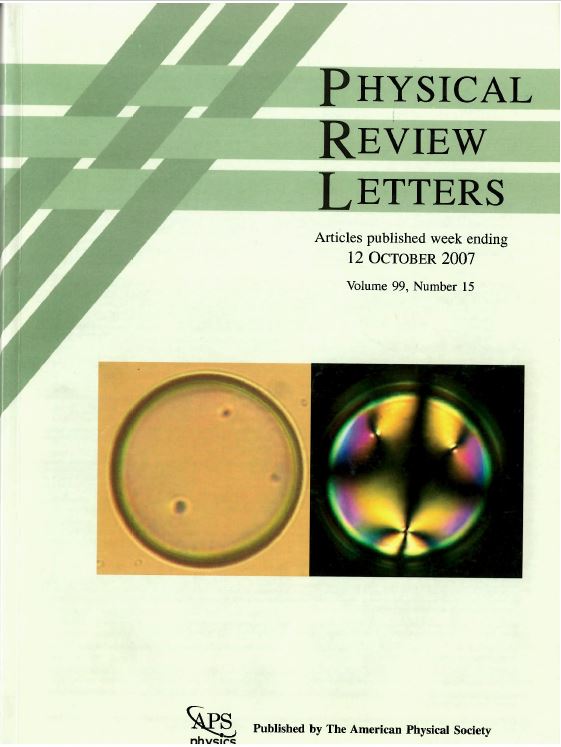 PHYSICAL
REVIEW
LETTERS
Articles published week ending
12 OCTOBER 2007
Volume 99, Number 15
APS
physics
Published by The American Physical Society